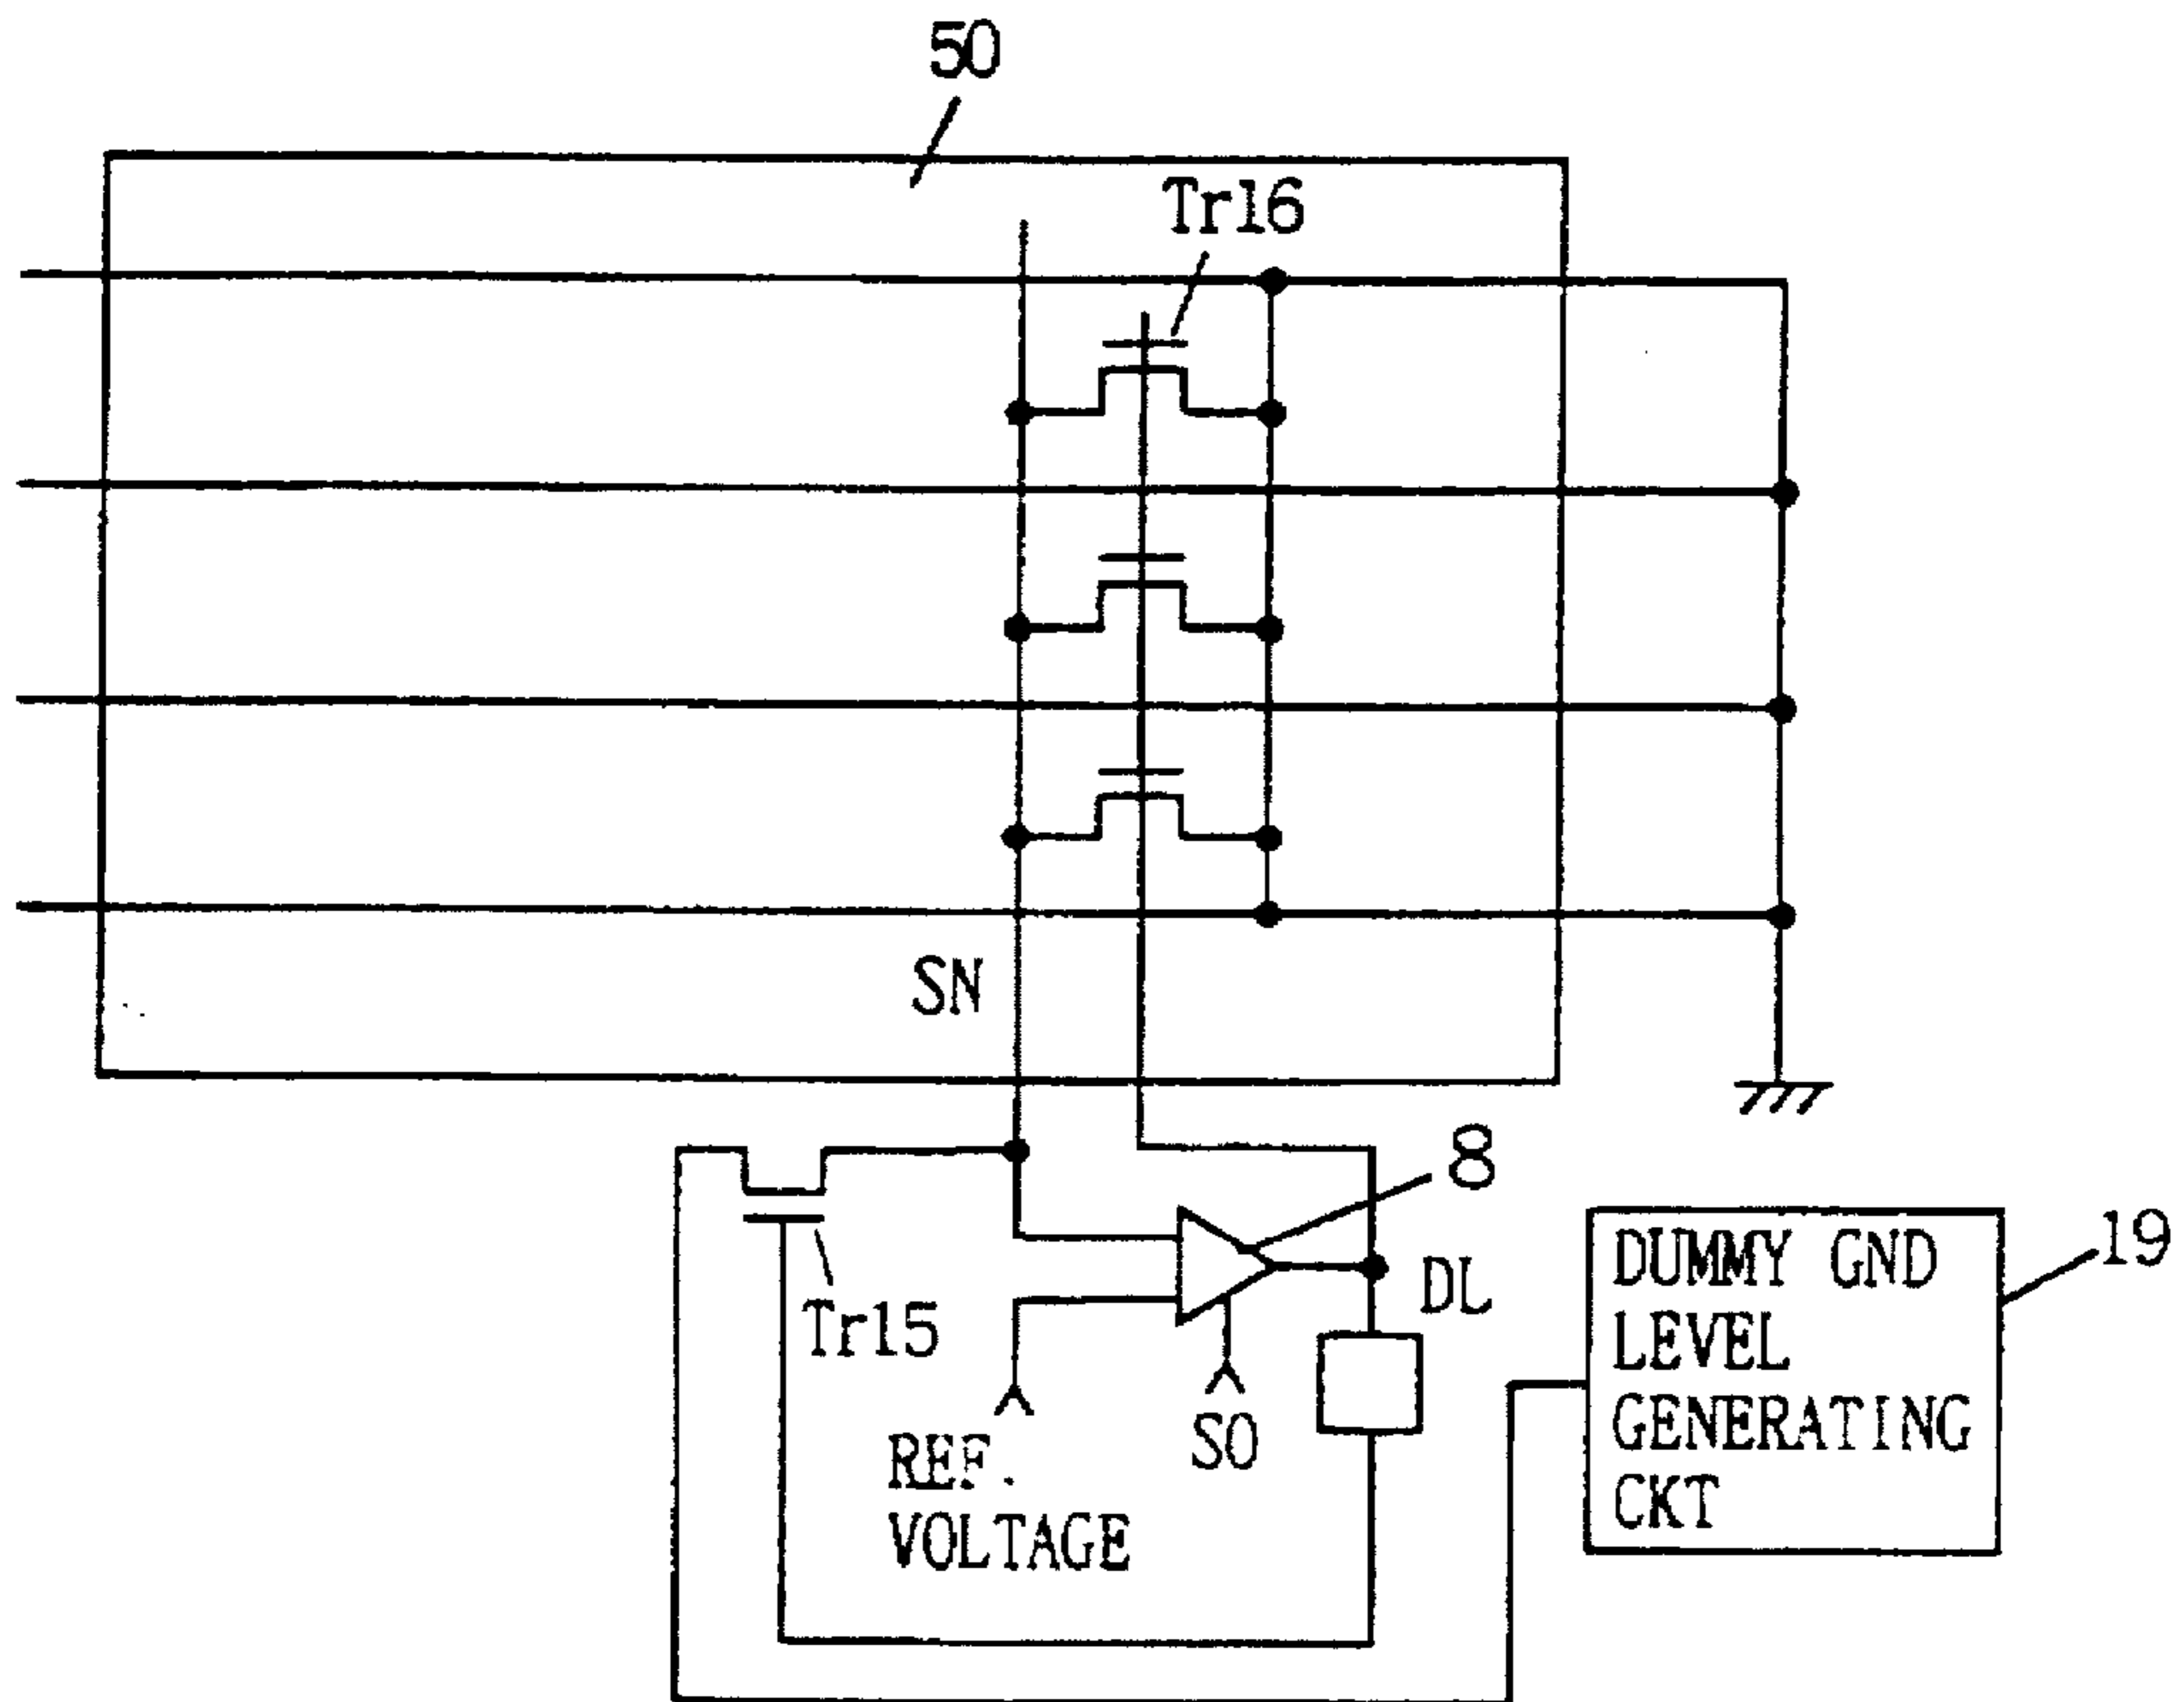 50
Tr16
SN
8
DUMMY GND
LEVEL
GENERATING
CKT
19
DL
Tr15
SO
REF.
VOLTAGE